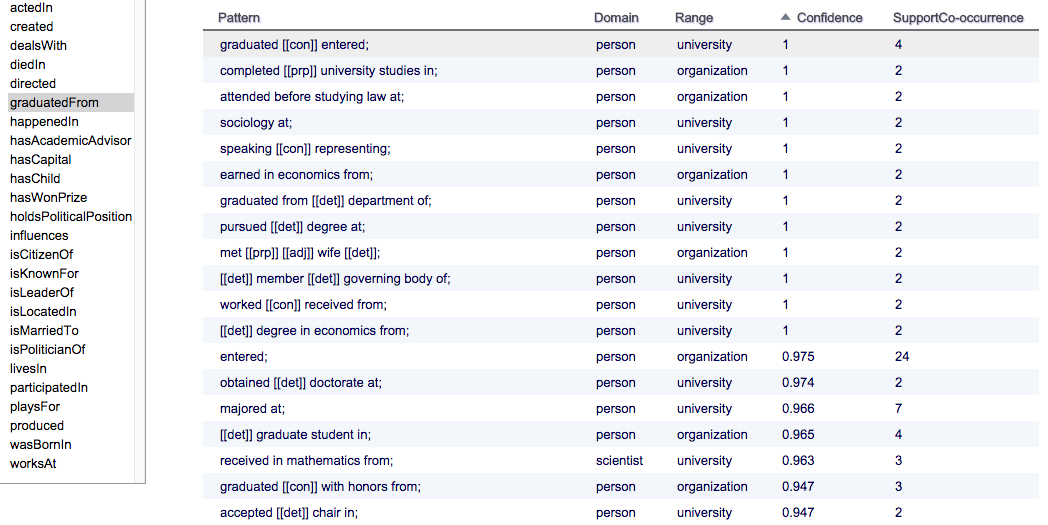 actedIn
created
dealsWith
diedIn
directed
graduatedFrom
happenedIn
hasAcademicAdvisor
hasCapital
hasChild
hasWonPrize
holdsPoliticalPosition
influences
isCitizenOf
isKnownFor
isLeaderOf
isLocatedIn
isMarriedTo
isPoliticianOf
livesIn
participatedIn
playsFor
produced
wasBornIn
worksAt
Pattern Domain Range Confidence SupportCo-occurrence
graduated [[con]] entered; person university 1 4
completed [[prp]] university studies in; person organization 1 2
attended before studying law at; person organization 1 2
sociology at; person university 1 2
speaking [[con]] representing; person university 1 2
earned in economics from; person organization 1 2
graduated from [[det]] department of; person university 1 2
pursued [[det]] degree at; person university 1 2
met [[prp]] [[adj]] wife [[det]]; person organization 1 2
[[det]] member [[det]] governing body of; person university 1 2
worked [[con]] received from; person university 1 2
[[det]] degree in economics from; person university 1 2
entered; person organization 0.975 24
obtained [[det]] doctorate at; person university 0.974 2
majored at; person university 0.966 7
[[det]] graduate student in; person organization 0.965 4
received in mathematics from; scientist university 0.963 3
graduated [[con]] with honors from; person organization 0.947 3
accepted [[det]] chair in; person university 0.947 2